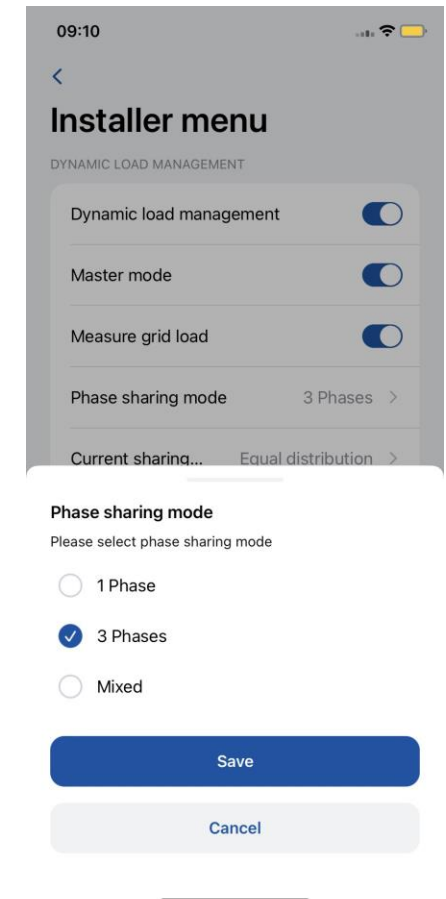 09:10
Installer menu
DYNAMIC LOAD MANAGEMENT
Dynamic load management
Master mode
Measure grid load
Phase sharing mode 3 Phases
Current sharing... Equal distribution
Phase sharing mode
Please select phase sharing mode
1 Phase
3 Phases
Mixed
Save
Cancel